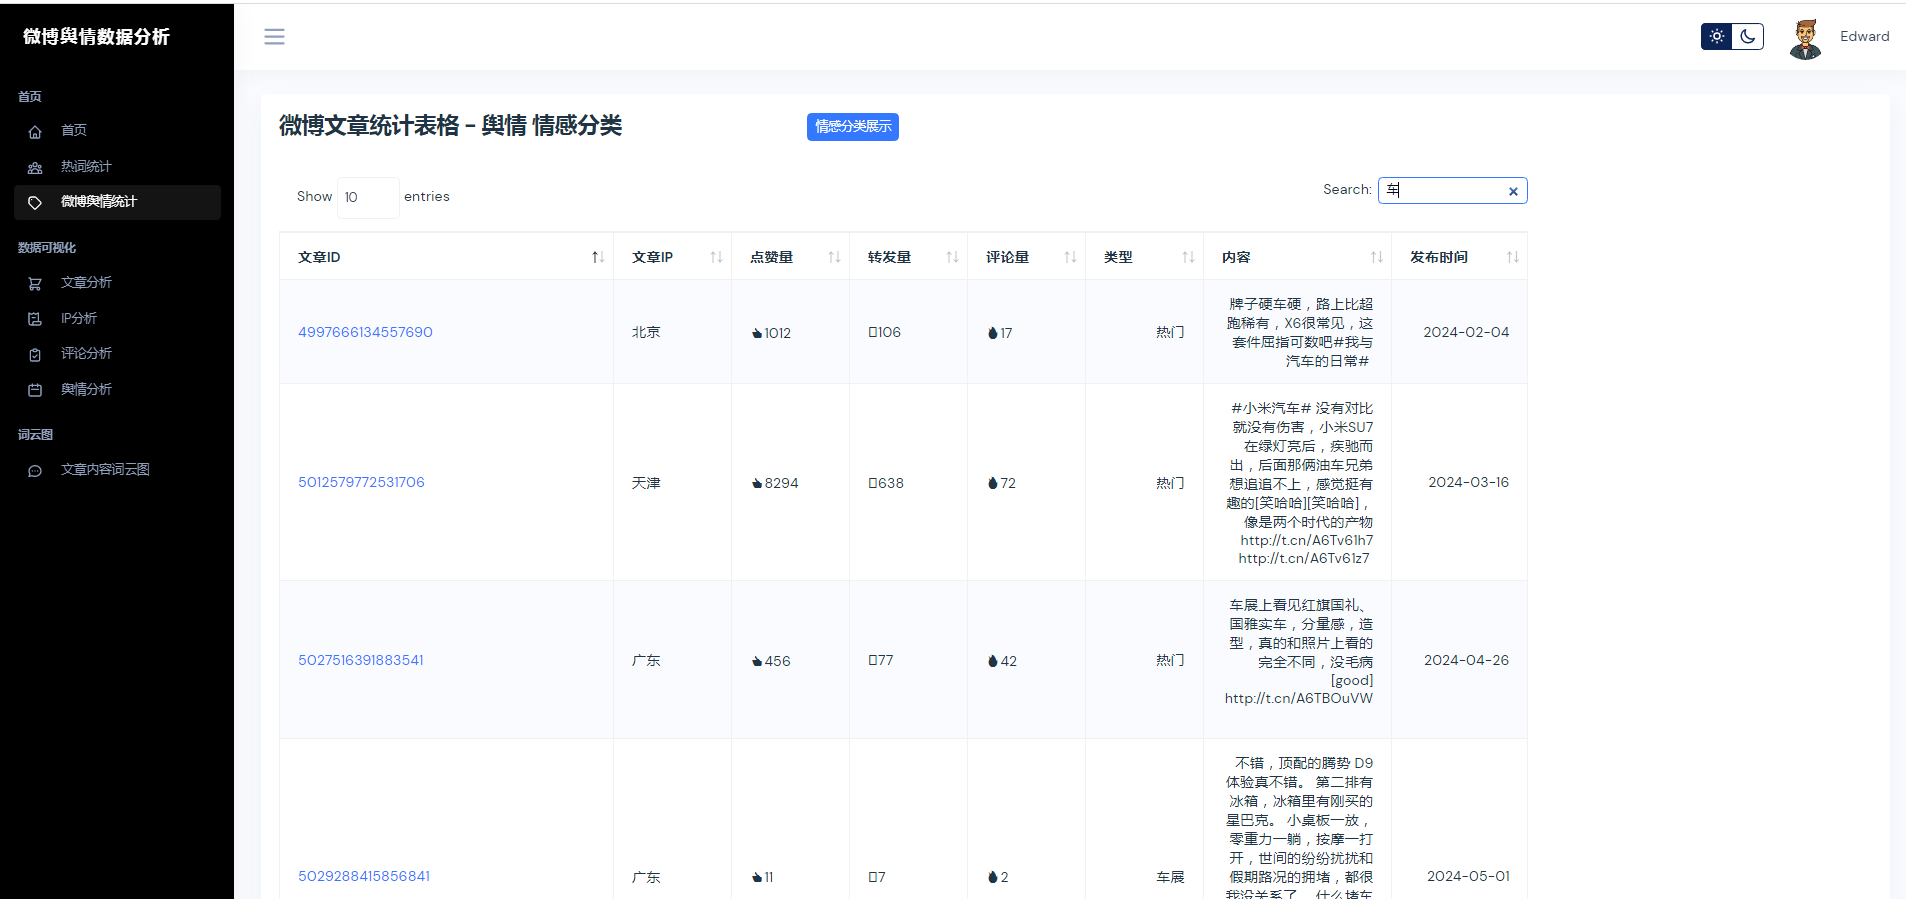 微博舆情数据分析
Edward
首页
首页
热词统计
微博舆情统计
数据可视化
文章分析
IP分析
评论分析
舆情分析
词云图
文章内容词云图
微博文章统计表格 - 舆情 情感分类
情感分类展示
Show 10 entries
Search: 车
文章ID 文章IP 点赞量 转发量 评论量 类型 内容 发布时间
4997666134557690 北京 1012 106 17 热门 2024-02-04
牌子硬车硬，路上比超
跑稀有，X6很常见，这
套件屈指可数吧#我与
汽车的日常#
5012579772531706 天津 8294 638 72 热门 2024-03-16
#小米汽车# 没有对比
就没有伤害，小米SU7
在绿灯亮后，疾驰而
出，后面那俩油车兄弟
想追追不上，感觉挺有
趣的[笑哈哈][笑哈哈]，
像是两个时代的产物
http://t.cn/A6Tv61h7
http://t.cn/A6Tv61z7
5027516391883541 广东 456 77 42 热门 2024-04-26
车展上看见红旗国礼、
国雅实车，分量感，造
型，真的和照片上看的
完全不同，没毛病
[good]
http://t.cn/A6TBOuVW
5029288415856841 广东 11 7 2 车展 2024-05-01
不错，顶配的腾势 D9
体验真不错。 第二排有
冰箱，冰箱里有刚买的
星巴克。 小桌板一放，
零重力一躺，按摩一打
开，世间的纷纷扰扰和
假期路况的拥堵，都很
我没关系了。 什么堵车